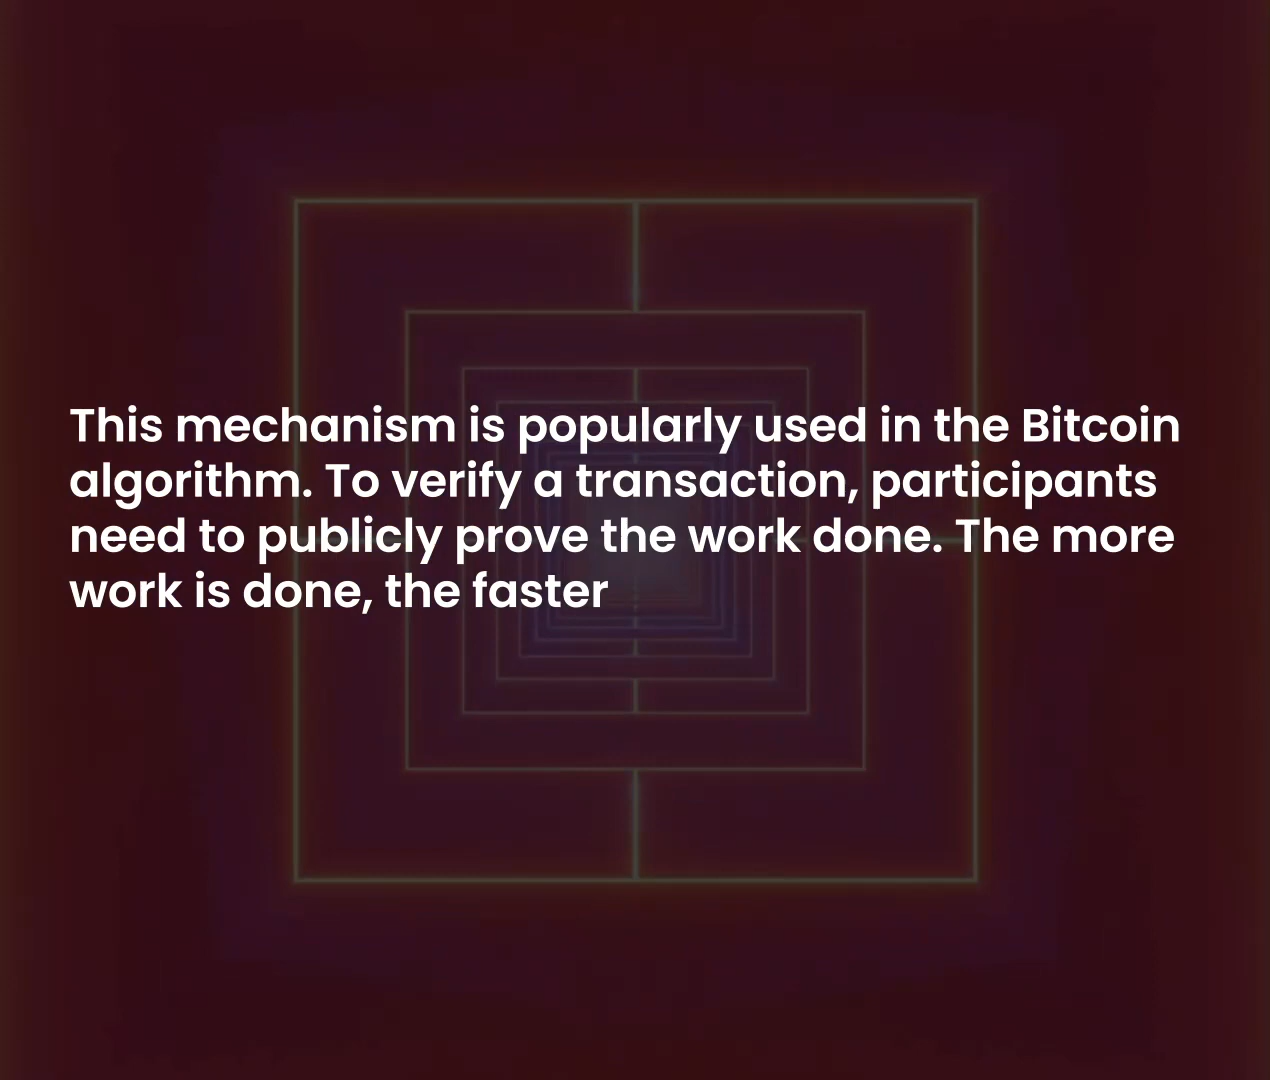 This mechanism is popularly used in the Bitcoin
algorithm. To verify a transaction, participants
need to publicly prove the work done. The more
work is done, the faster